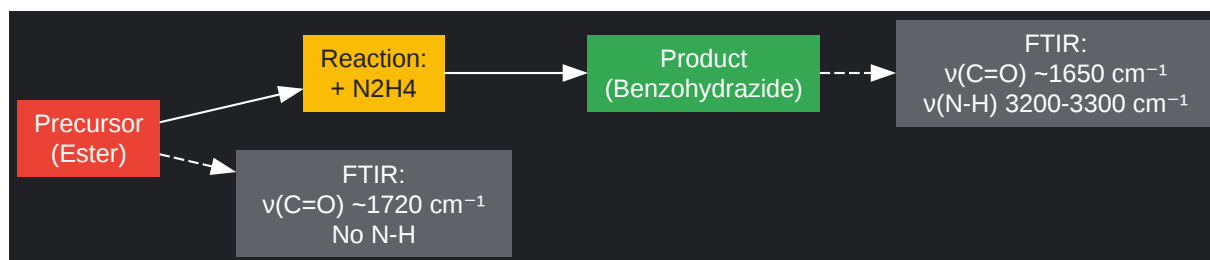 Precursor
(Ester)
Reaction:
+ N2H4
Product
(Benzohydrazide)
FTIR:
ν(C=O) ~1650 cm⁻¹
ν(N-H) 3200-3300 cm⁻¹
FTIR:
ν(C=O) ~1720 cm⁻¹
No N-H